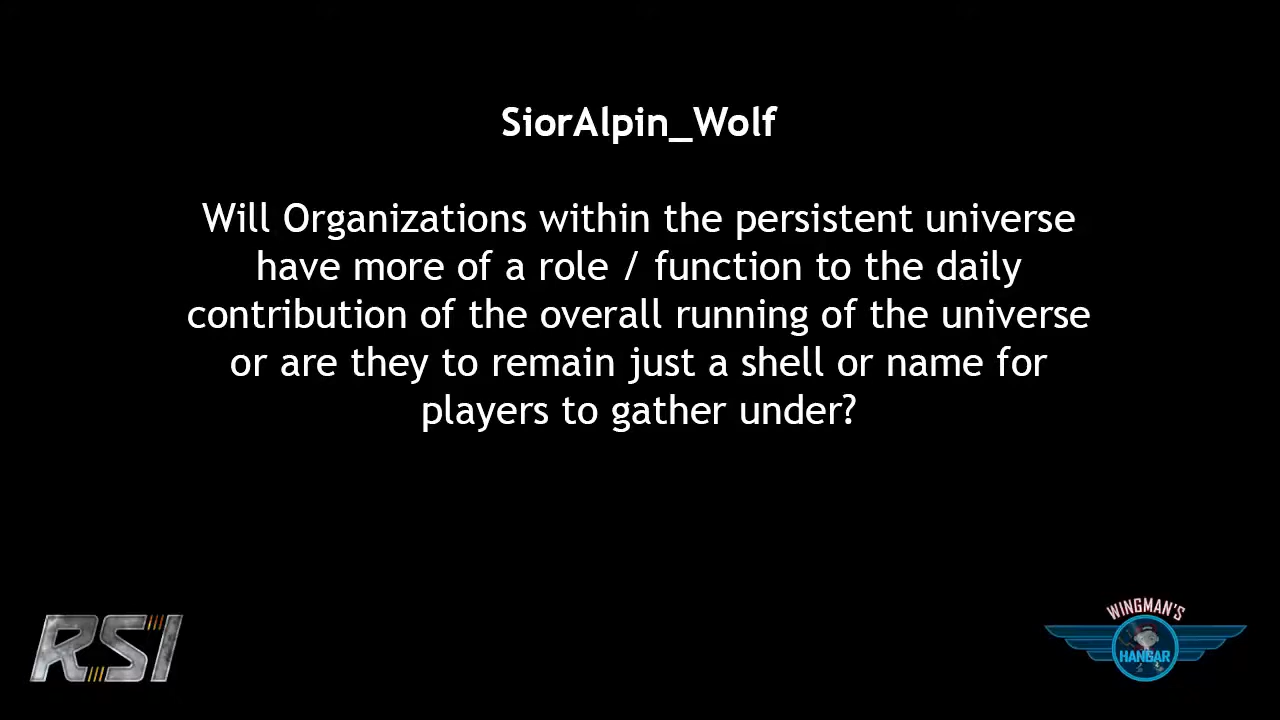 SiorAlpin_Wolf
Will Organizations within the persistent universe
have more of a role / function to the daily
contribution of the overall running of the universe
or are they to remain just a shell or name for
players to gather under?
RSI
WINGMAN'S
HANGAR